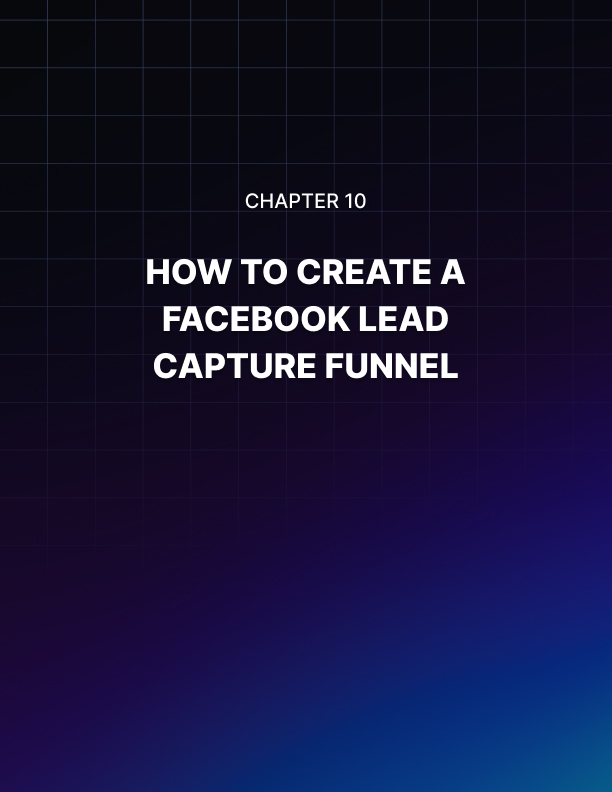 CHAPTER 10
HOW TO CREATE A
FACEBOOK LEAD
CAPTURE FUNNEL